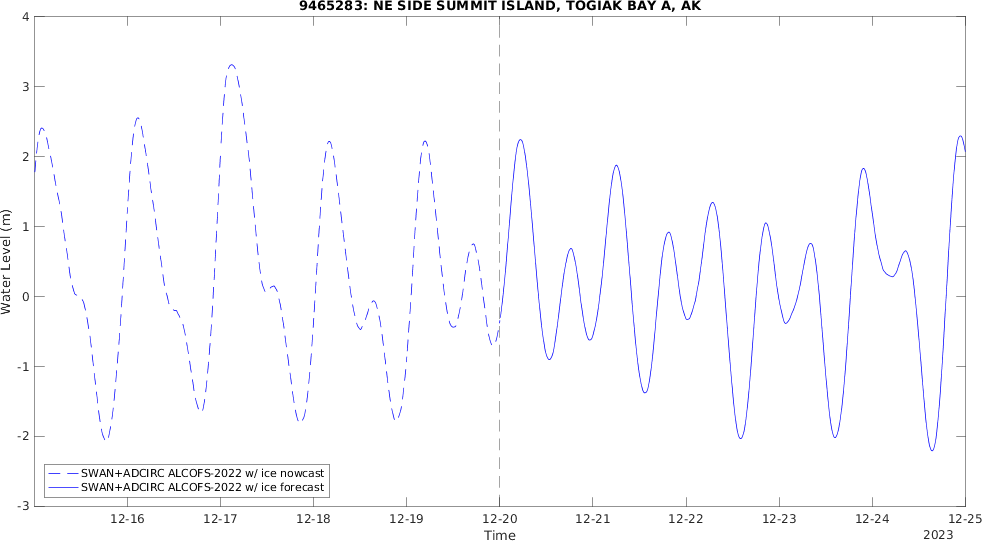 9465283: NE SIDE SUMMIT ISLAND, TOGIAK BAY A, AK
4
3
2
1
0
-1
-2
-3
Water Level (m)
SWAN+ADCIRC ALCOFS-2022 w/ ice nowcast
SWAN+ADCIRC ALCOFS-2022 w/ ice forecast
12-16 12-17 12-18 12-19 12-20 12-21 12-22 12-23 12-24 12-25
Time
2023